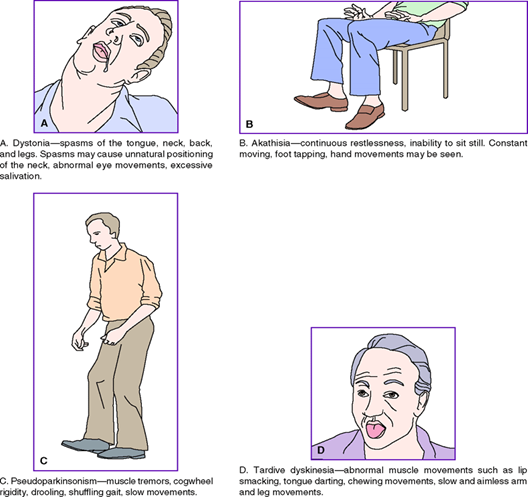 A
A. Dystonia—spasms of the tongue, neck, back,
and legs. Spasms may cause unnatural positioning
of the neck, abnormal eye movements, excessive
salivation.
B
B. Akathisia—continuous restlessness, inability to sit still. Constant
moving, foot tapping, hand movements may be seen.
C
C. Pseudoparkinsonism—muscle tremors, cogwheel
rigidity, drooling, shuffling gait, slow movements.
D
D. Tardive dyskinesia—abnormal muscle movements such as lip
smacking, tongue darting, chewing movements, slow and aimless arm
and leg movements.